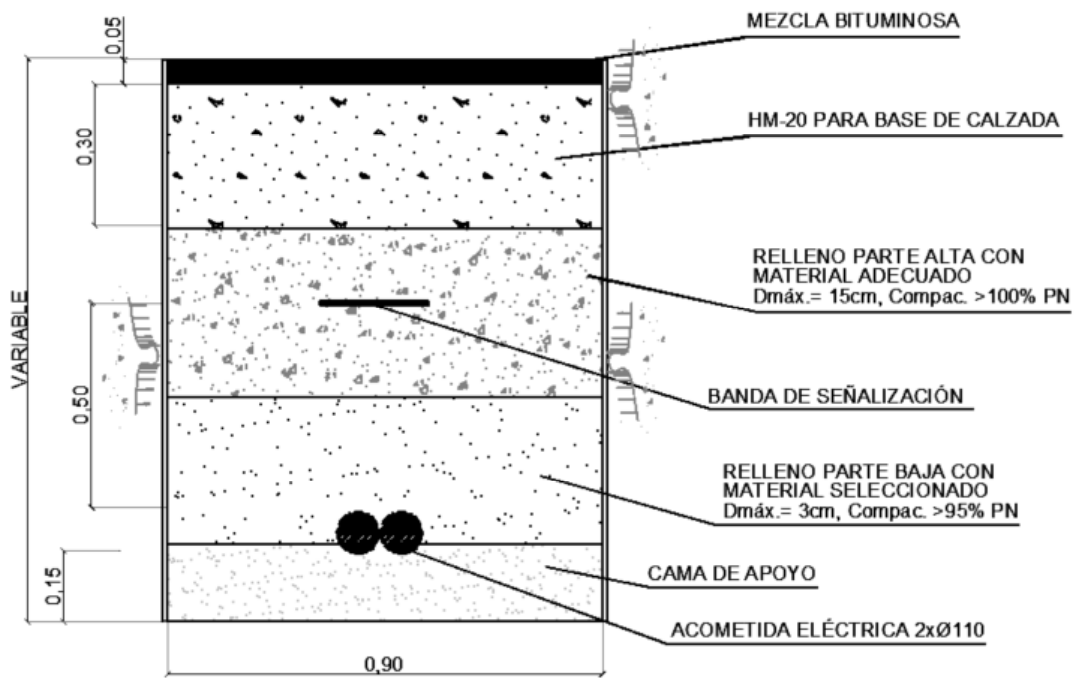 0,05
MEZCLA BITUMINOSA
HM-20 PARA BASE DE CALZADA
0,30
RELLENO PARTE ALTA CON
MATERIAL ADECUADO
Dmáx.= 15cm, Compac. >100% PN
VARIABLE
BANDA DE SEÑALIZACIÓN
0,50
RELLENO PARTE BAJA CON
MATERIAL SELECCIONADO
Dmáx.= 3cm, Compac. >95% PN
CAMA DE APOYO
0,15
ACOMETIDA ELÉCTRICA 2xØ110
0,90